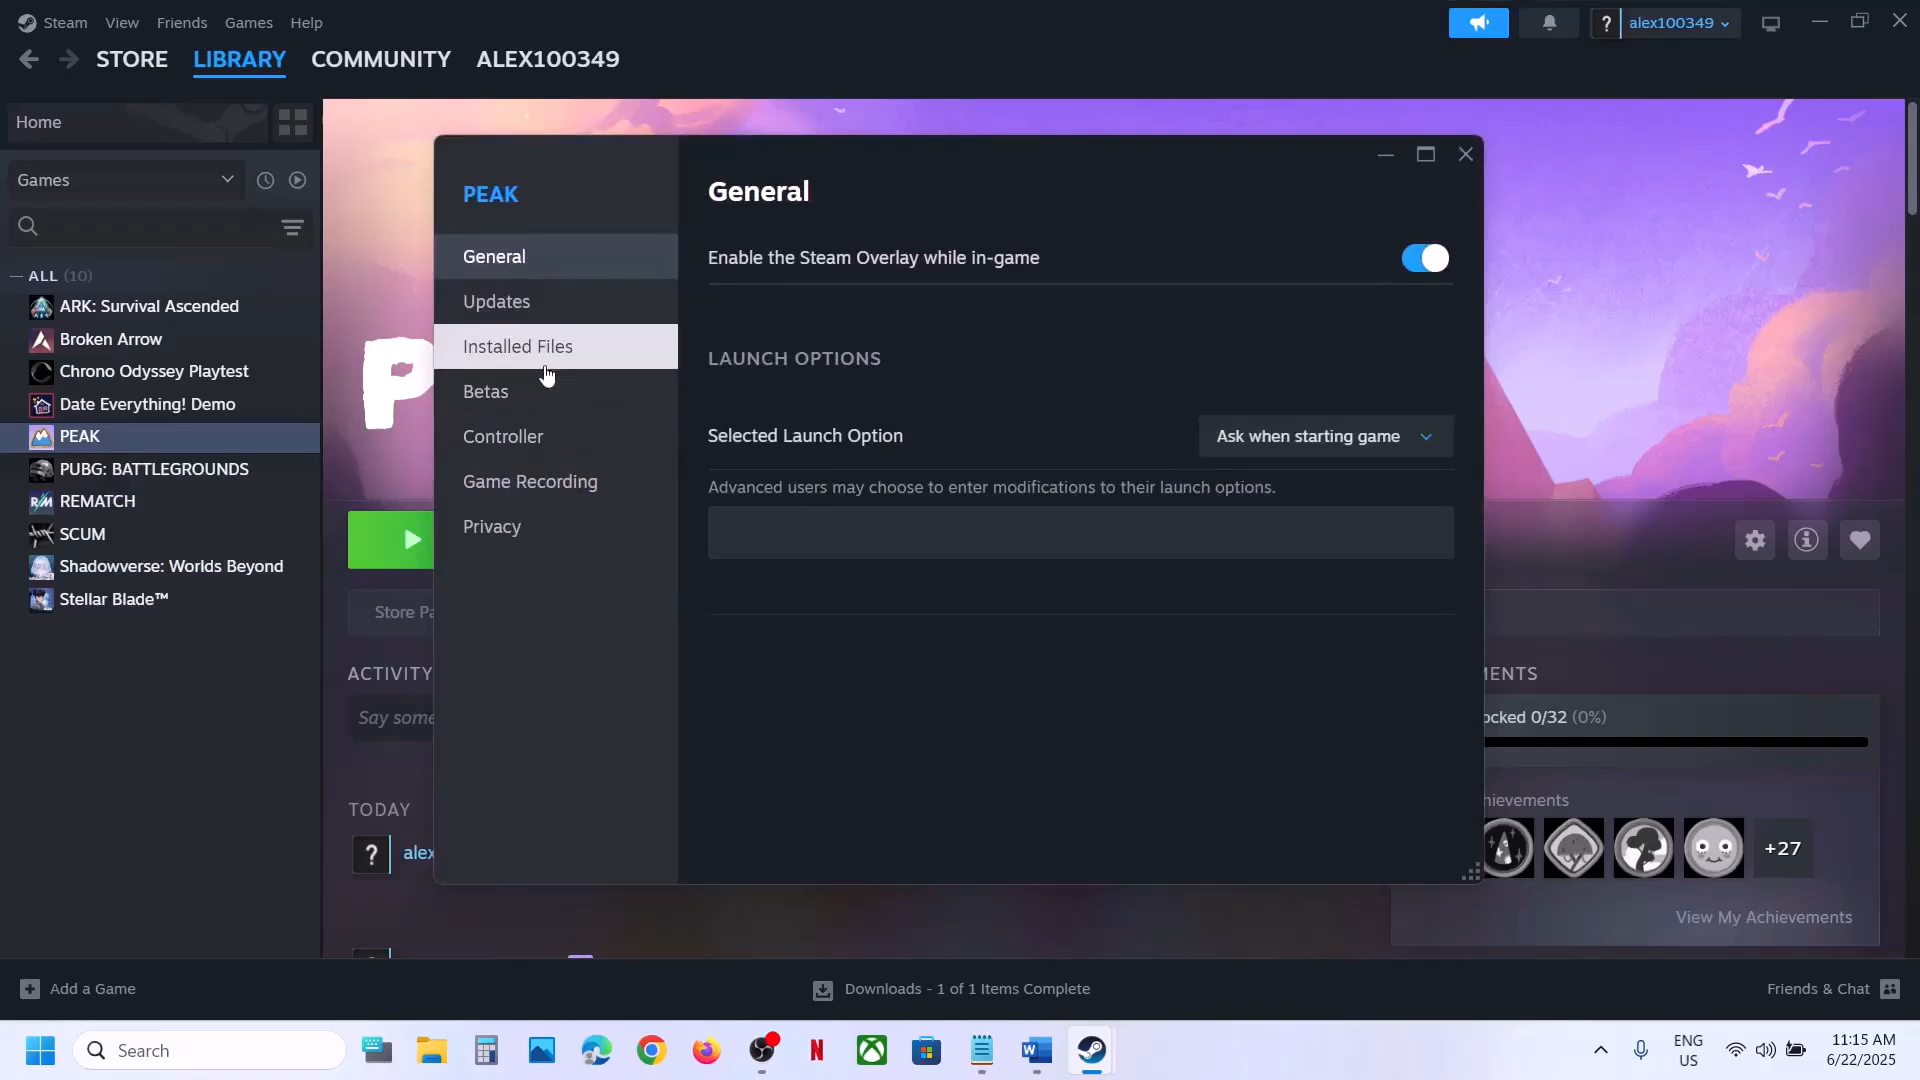 Steam View Friends Games Help
alex100349
STORE LIBRARY COMMUNITY ALEX100349
Home
Games
— ALL (10)
ARK: Survival Ascended
Broken Arrow
Chrono Odyssey Playtest
Date Everything! Demo
PEAK
PUBG: BATTLEGROUNDS
REMATCH
SCUM
Shadowverse: Worlds Beyond
Stellar Blade™
P
PEAK
General
Updates
Installed Files
Betas
Controller
Game Recording
Privacy
General
Enable the Steam Overlay while in-game
LAUNCH OPTIONS
Selected Launch Option
Ask when starting game
Advanced users may choose to enter modifications to their launch options.
Store Pa
ACTIVITY
Say some
TODAY
alex
MENTS
ocked 0/32 (0%)
hievements
+27
View My Achievements
Add a Game
Downloads - 1 of 1 Items Complete
Friends & Chat
Search
ENG
US
11:15 AM
6/22/2025